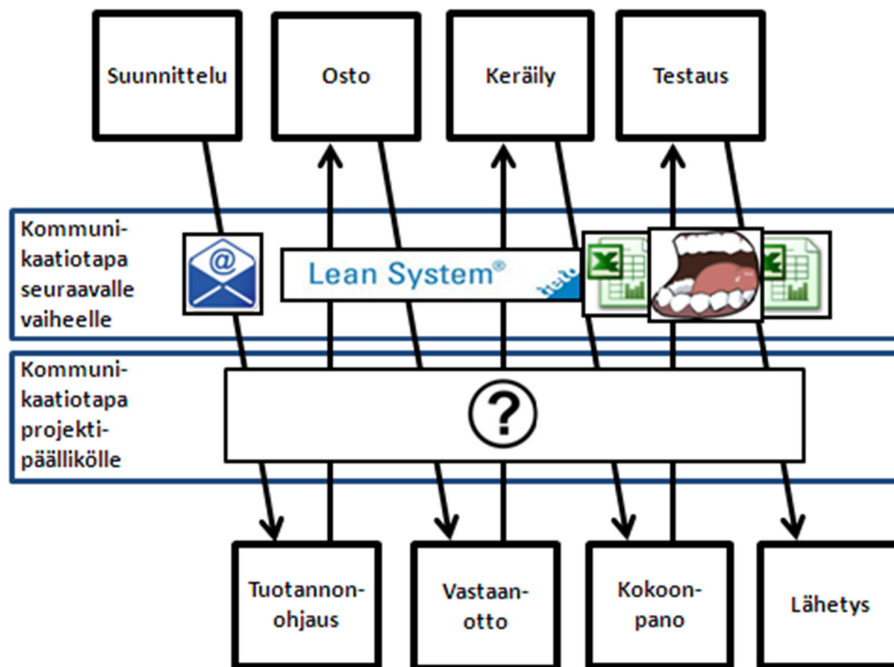 Suunnittelu
Osto
Keräily
Testaus
Kommuni-
kaatiotapa
seuraavalle
vaiheelle
@
Lean System®
Kommuni-
kaatiotapa
projekti-
päällikölle
?
Tuotannon-
ohjaus
Vastaan-
otto
Kokoon-
pano
Lähetys